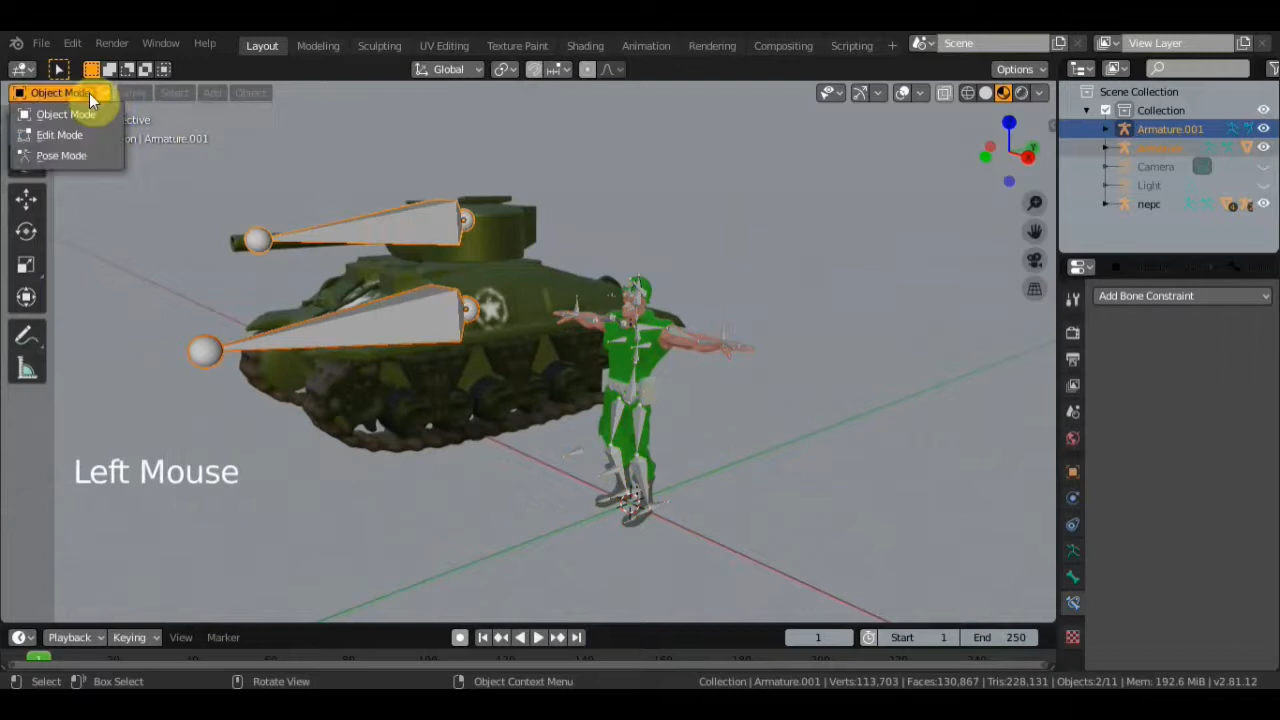 File Edit Render Window Help Layout Modeling Sculpting UV Editing Texture Paint Shading Animation Rendering Compositing Scripting + Scene View Layer
Global Options
Object Mode Select Add Object
Scene Collection
Object Mode
Collection
Edit Mode
| Armature.001
Armature.001
Pose Mode
Camera
Light
nepc
Add Bone Constraint
Left Mouse
Playback Keying View Marker 1 Start 1 End 250
1
Select Box Select Rotate View Object Context Menu Collection | Armature.001 | Verts:113,703 | Faces:130,867 | Tris:228,131 | Objects:2/11 | Mem: 192.6 MiB | v2.81.12